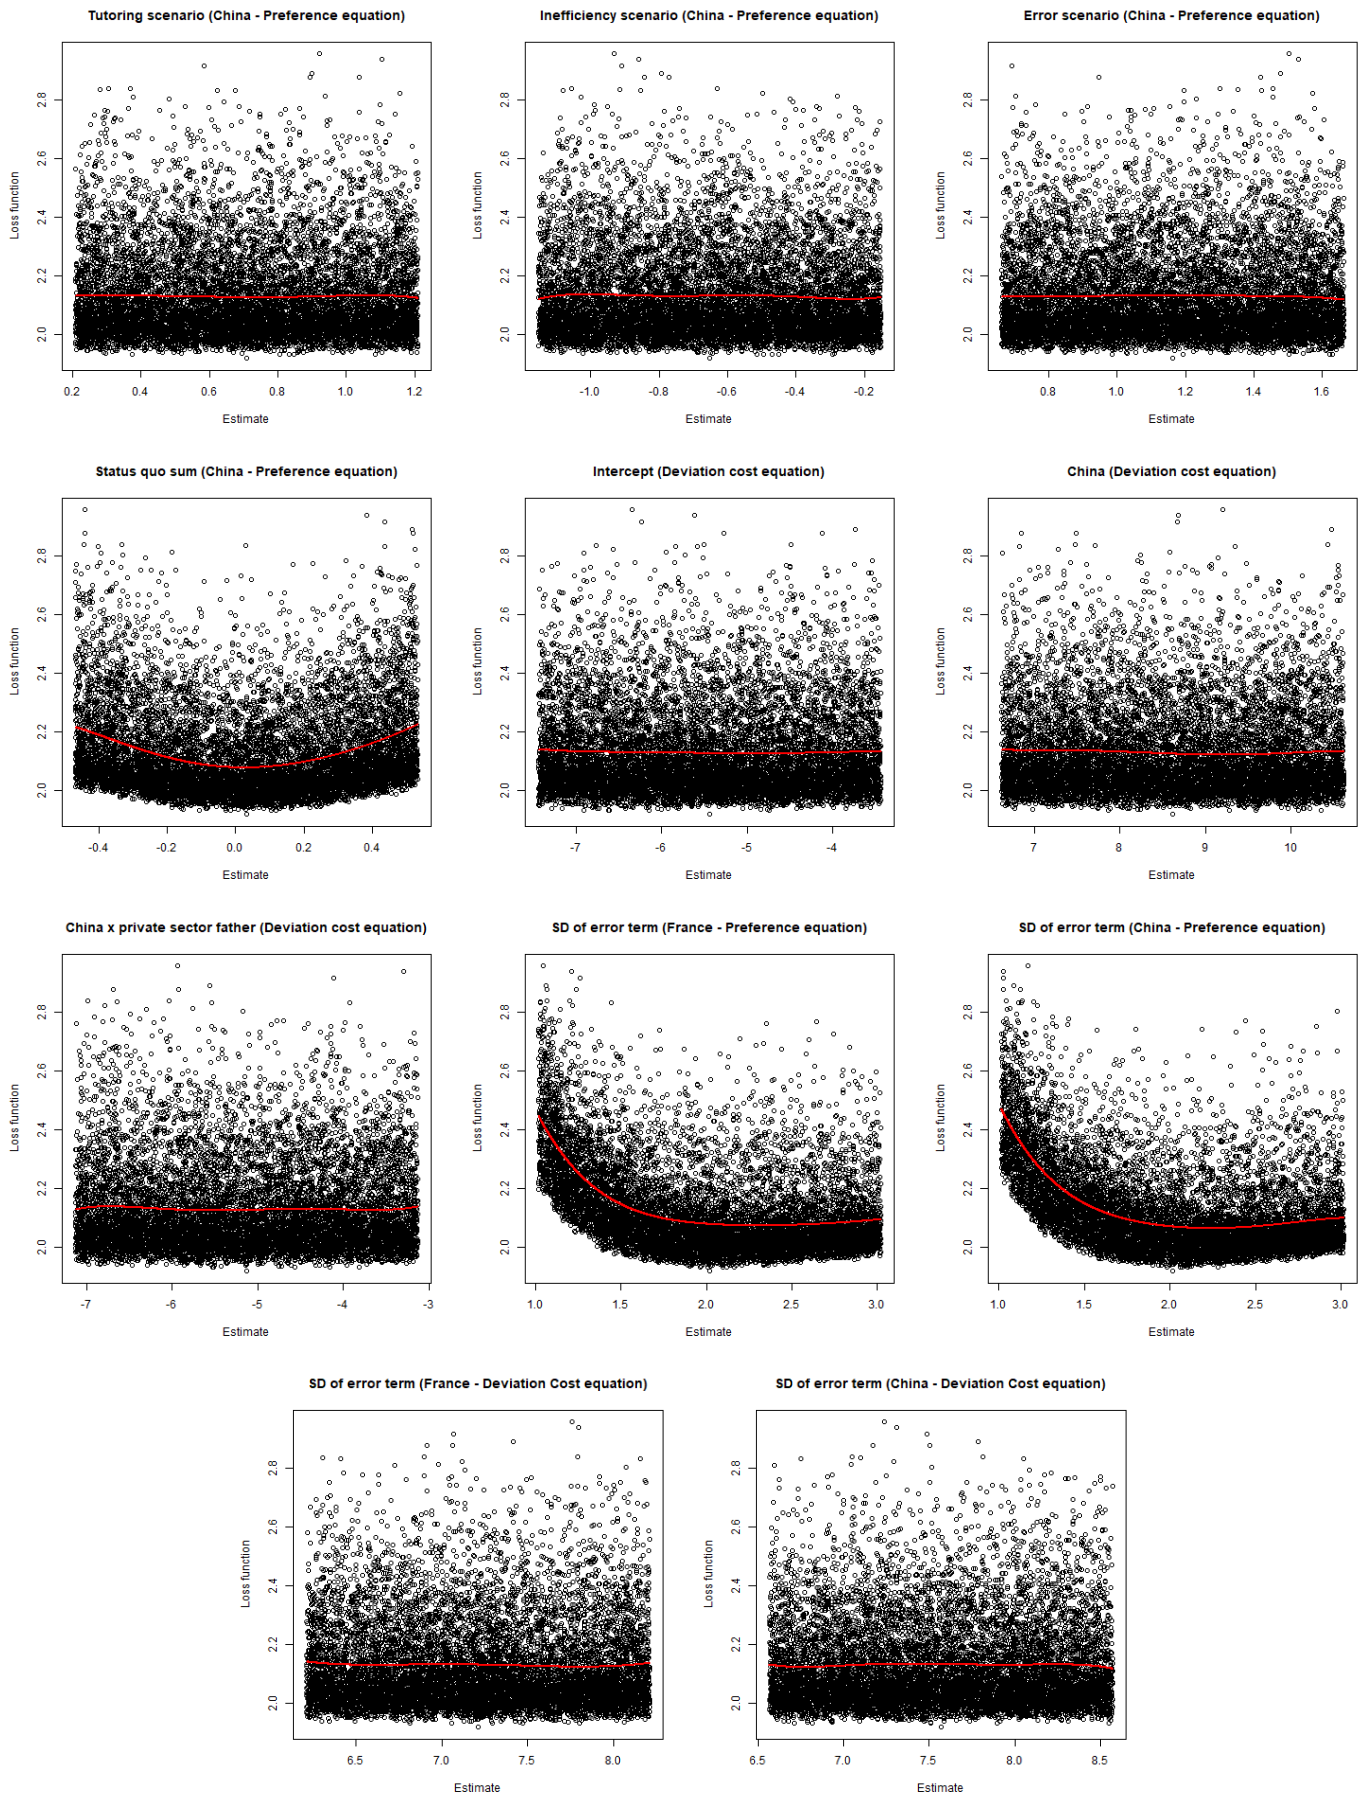 Tutoring scenario (China - Preference equation)
Loss function
2.0 2.2 2.4 2.6 2.8
0.2 0.4 0.6 0.8 1.0 1.2
Estimate
Inefficiency scenario (China - Preference equation)
Loss function
2.0 2.2 2.4 2.6 2.8
-1.0 -0.8 -0.6 -0.4 -0.2
Estimate
Error scenario (China - Preference equation)
Loss function
2.0 2.2 2.4 2.6 2.8
0.8 1.0 1.2 1.4 1.6
Estimate
Status quo sum (China - Preference equation)
Loss function
2.0 2.2 2.4 2.6 2.8
-0.4 -0.2 0.0 0.2 0.4
Estimate
Intercept (Deviation cost equation)
Loss function
2.0 2.2 2.4 2.6 2.8
-7 -6 -5 -4
Estimate
China (Deviation cost equation)
Loss function
2.0 2.2 2.4 2.6 2.8
7 8 9 10
Estimate
China x private sector father (Deviation cost equation)
Loss function
2.0 2.2 2.4 2.6 2.8
-7 -6 -5 -4 -3
Estimate
SD of error term (France - Preference equation)
Loss function
2.0 2.2 2.4 2.6 2.8
1.0 1.5 2.0 2.5 3.0
Estimate
SD of error term (China - Preference equation)
Loss function
2.0 2.2 2.4 2.6 2.8
1.0 1.5 2.0 2.5 3.0
Estimate
SD of error term (France - Deviation Cost equation)
Loss function
2.0 2.2 2.4 2.6 2.8
6.5 7.0 7.5 8.0
Estimate
SD of error term (China - Deviation Cost equation)
Loss function
2.0 2.2 2.4 2.6 2.8
6.5 7.0 7.5 8.0 8.5
Estimate